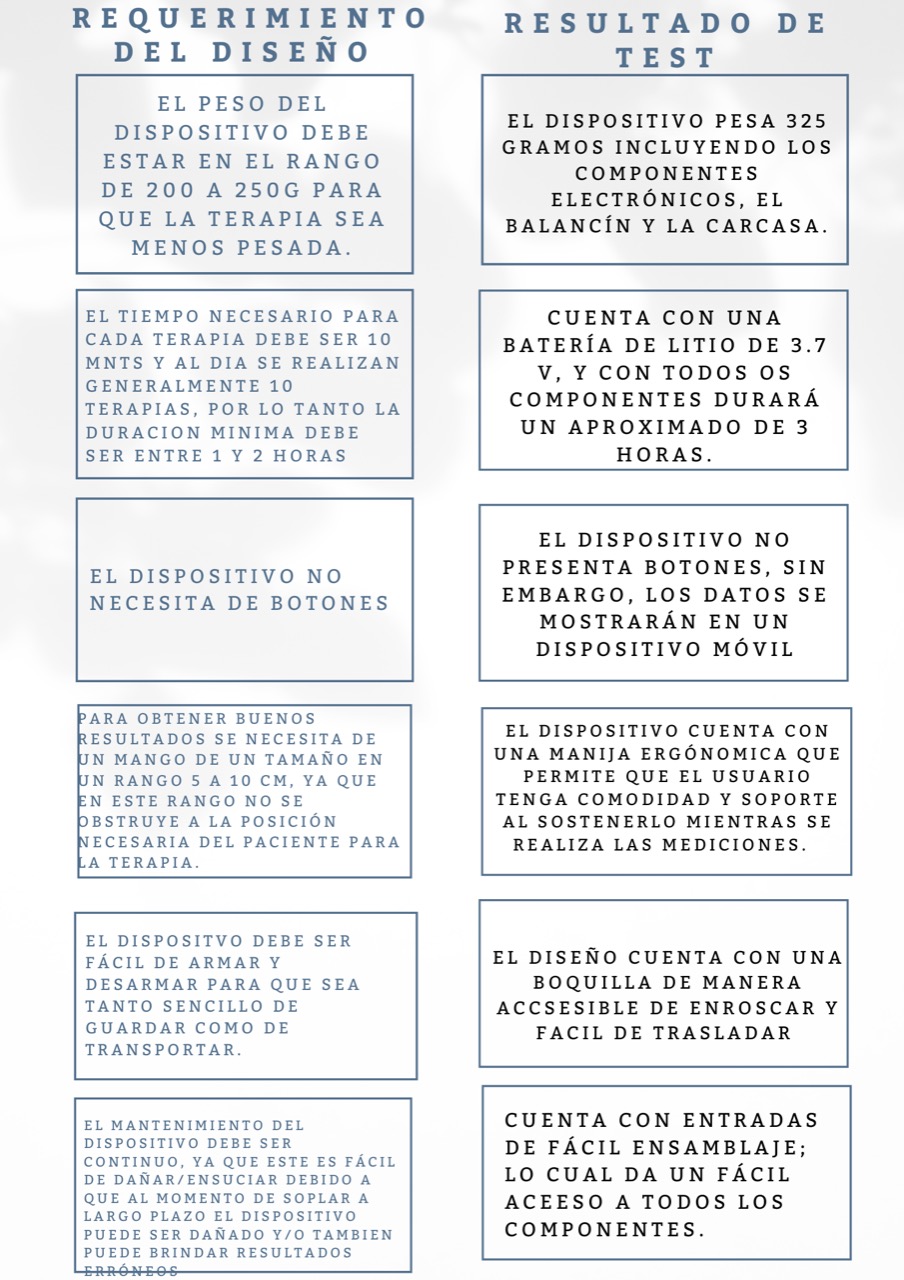 REQUERIMIENTO
DEL DISEÑO
RESULTADO DE
TEST
EL PESO DEL
DISPOSITIVO DEBE
ESTAR EN EL RANGO
DE 200 A 250G PARA
QUE LA TERAPIA SEA
MENOS PESADA.
EL DISPOSITIVO PESA 325
GRAMOS INCLUYENDO LOS
COMPONENTES
ELECTRÓNICOS, EL
BALANCÍN Y LA CARCASA.
EL TIEMPO NECESARIO PARA
CADA TERAPIA DEBE SER 10
MNTS Y AL DIA SE REALIZAN
GENERALMENTE 10
TERAPIAS, POR LO TANTO LA
DURACION MINIMA DEBE
SER ENTRE 1 Y 2 HORAS
CUENTA CON UNA
BATERÍA DE LITIO DE 3.7
V, Y CON TODOS OS
COMPONENTES DURARÁ
UN APROXIMADO DE 3
HORAS.
EL DISPOSITIVO NO
NECESITA DE BOTONES
EL DISPOSITIVO NO
PRESENTA BOTONES, SIN
EMBARGO, LOS DATOS SE
MOSTRARÁN EN UN
DISPOSITIVO MÓVIL
PARA OBTENER BUENOS
RESULTADOS SE NECESITA DE
UN MANGO DE UN TAMAÑO EN
UN RANGO 5 A 10 CM, YA QUE
EN ESTE RANGO NO SE
OBSTRUYE A LA POSICIÓN
NECESARIA DEL PACIENTE PARA
LA TERAPIA.
EL DISPOSITIVO CUENTA CON
UNA MANIJA ERGÓNOMICA QUE
PERMITE QUE EL USUARIO
TENGA COMODIDAD Y SOPORTE
AL SOSTENERLO MIENTRAS SE
REALIZA LAS MEDICIONES.
EL DISPOSITVO DEBE SER
FÁCIL DE ARMAR Y
DESARMAR PARA QUE SEA
TANTO SENCILLO DE
GUARDAR COMO DE
TRANSPORTAR.
EL DISEÑO CUENTA CON UNA
BOQUILLA DE MANERA
ACCSESIBLE DE ENROSCAR Y
FACIL DE TRASLADAR
EL MANTENIMIENTO DEL
DISPOSITIVO DEBE SER
CONTINUO, YA QUE ESTE ES FÁCIL
DE DAÑAR/ENSUCIAR DEBIDO A
QUE AL MOMENTO DE SOPLAR A
LARGO PLAZO EL DISPOSITIVO
PUEDE SER DAÑADO Y/O TAMBIEN
PUEDE BRINDAR RESULTADOS
ERRÓNEOS
CUENTA CON ENTRADAS
DE FÁCIL ENSAMBLAJE;
LO CUAL DA UN FÁCIL
ACEESO A TODOS LOS
COMPONENTES.